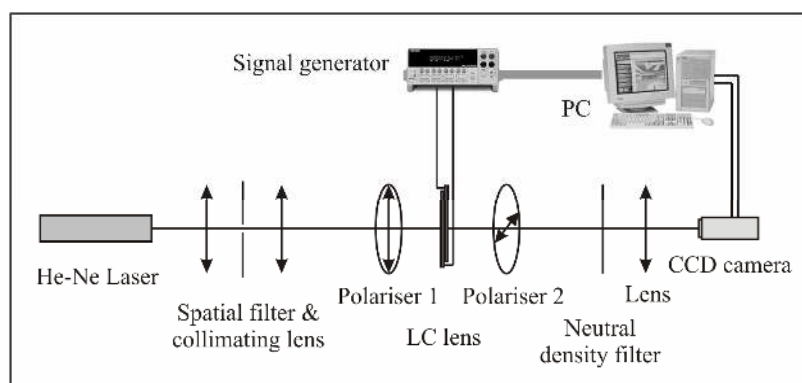 Signal generator
PC
He-Ne Laser
Spatial filter &
collimating lens
Polariser 1
LC lens
Polariser 2
Neutral
density filter
Lens
CCD camera